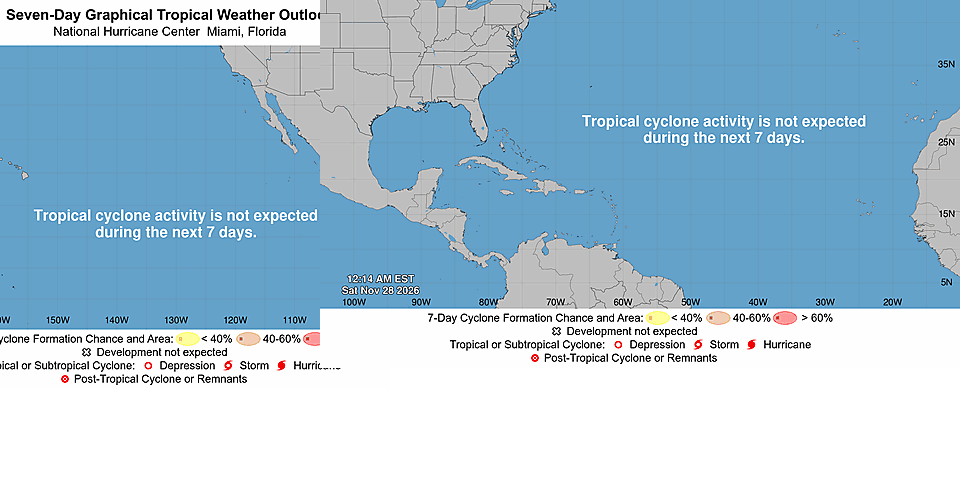 Seven-Day Graphical Tropical Weather Outlo
National Hurricane Center Miami, Florida
Tropical cyclone activity is not expected
during the next 7 days.
150W 140W 130W 120W 110W
yclone Formation Chance and Area: < 40% 40-60%
Development not expected
pical or Subtropical Cyclone: Depression Storm Hurricane
Post-Tropical Cyclone or Remnants
35N
Tropical cyclone activity is not expected
during the next 7 days.
25N
15N
5N
12:14 AM EST
Sat Nov 28 2026
100W 90W 80W 70W 60W 50W 40W 30W 20W
7-Day Cyclone Formation Chance and Area: < 40% 40-60% > 60%
Development not expected
Tropical or Subtropical Cyclone: Depression Storm Hurricane
Post-Tropical Cyclone or Remnants